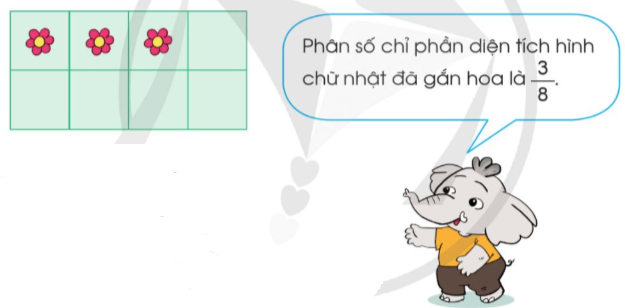 Phân số chỉ phần diện tích hình
chữ nhật đã gắn hoa là 3/8.